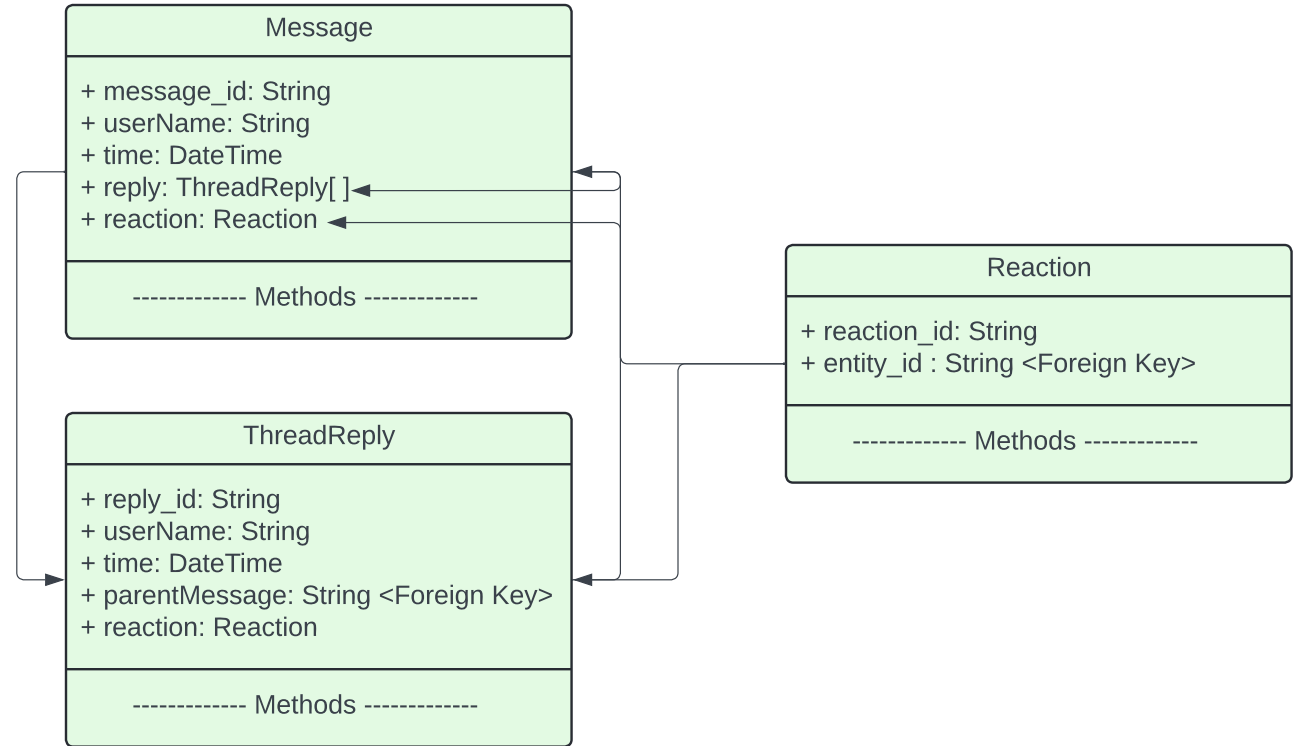 Message
+ message_id: String
+ userName: String
+ time: DateTime
+ reply: ThreadReply[ ]
+ reaction: Reaction
------------- Methods -------------
Reaction
+ reaction_id: String
+ entity_id : String <Foreign Key>
------------- Methods -------------
ThreadReply
+ reply_id: String
+ userName: String
+ time: DateTime
+ parentMessage: String <Foreign Key>
+ reaction: Reaction
------------- Methods -------------